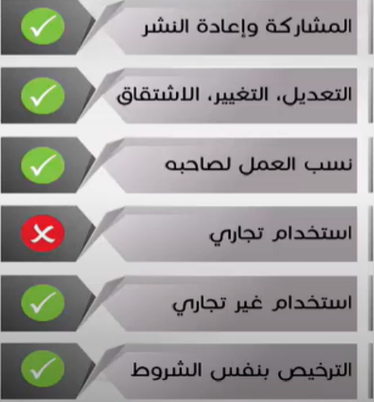 المشاركة وإعادة النشر
التعديل، التغيير، الاشتقاق
نسب العمل لصاحبه
استخدام تجاري
استخدام غير تجاري
الترخيص بنفس الشروط